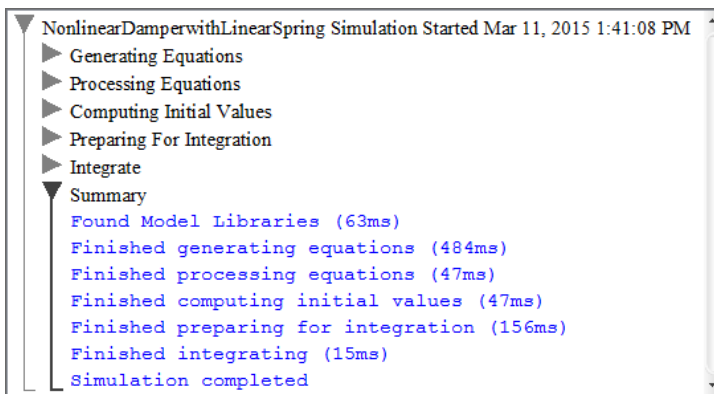 NonlinearDamperwithLinearSpring Simulation Started Mar 11, 2015 1:41:08 PM
Generating Equations
Processing Equations
Computing Initial Values
Preparing For Integration
Integrate
Summary
Found Model Libraries (63ms)
Finished generating equations (484ms)
Finished processing equations (47ms)
Finished computing initial values (47ms)
Finished preparing for integration (156ms)
Finished integrating (15ms)
Simulation completed